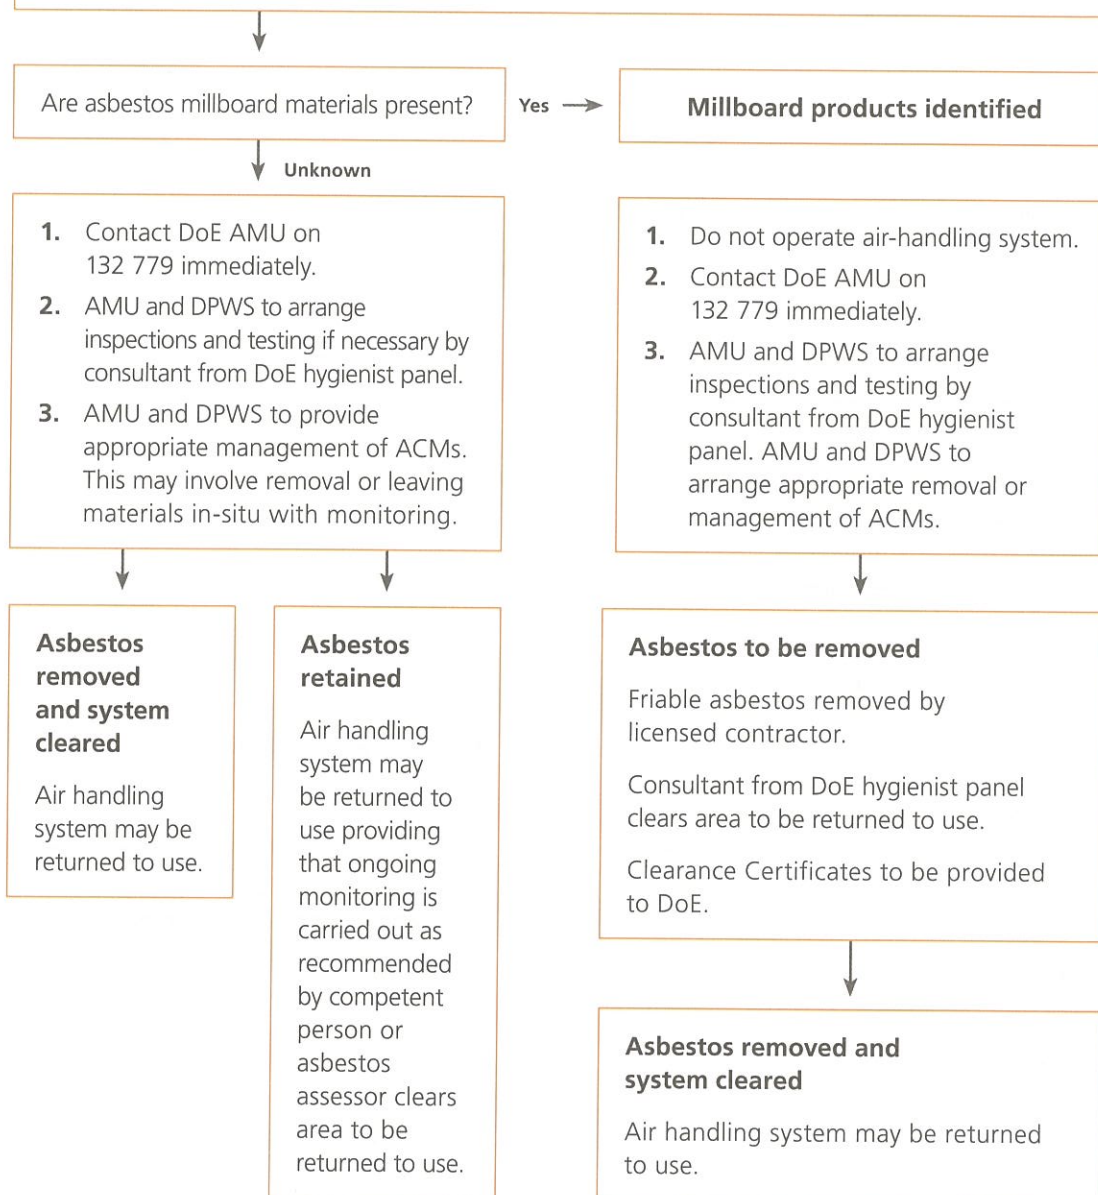 Are asbestos millboard materials present?
Yes
Millboard products identified
Unknown
1. Contact DoE AMU on
132 779 immediately.
2. AMU and DPWS to arrange
inspections and testing if necessary by
consultant from DoE hygienist panel.
3. AMU and DPWS to provide
appropriate management of ACMs.
This may involve removal or leaving
materials in-situ with monitoring.
1. Do not operate air-handling system.
2. Contact DoE AMU on
132 779 immediately.
3. AMU and DPWS to arrange
inspections and testing by
consultant from DoE hygienist
panel. AMU and DPWS to
arrange appropriate removal or
management of ACMs.
Asbestos
removed
and system
cleared
Air handling
system may be
returned to use.
Asbestos
retained
Air handling
system may
be returned to
use providing
that ongoing
monitoring is
carried out as
recommended
by competent
person or
asbestos
assessor clears
area to be
returned to use.
Asbestos to be removed
Friable asbestos removed by
licensed contractor.
Consultant from DoE hygienist panel
clears area to be returned to use.
Clearance Certificates to be provided
to DoE.
Asbestos removed and
system cleared
Air handling system may be returned
to use.